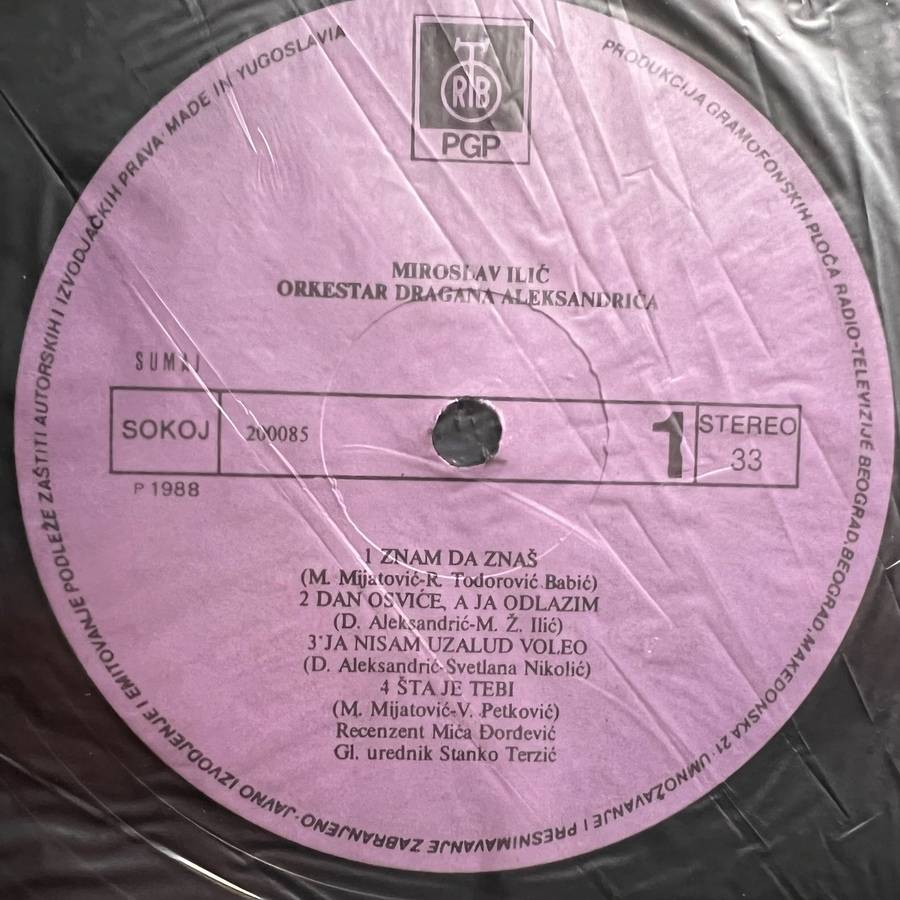 RTB
PGP
PRODUKCIJA GRAMOFONSKIH PLOČA RADIO-TELEVIZIJE BEOGRAD, BEOGRAD, MAKEDONSKA 21 · UMNOŽAVANJE I PRESNIMAVANJE ZABRANJENO · JAVNO IZVODJENJE I EMITOVANJE PODLEŽE ZAŠTITI AUTORSKIH I IZVODJAČKIH PRAVA · MADE IN YUGOSLAVIA
MIROSLAV ILIĆ
ORKESTAR DRAGANA ALEKSANDRIĆA
SUMAJ
SOKOJ
200085
1
STEREO
33
P 1988
1 ZNAM DA ZNAŠ
(M. Mijatović-R. Todorović Babić)
2 DAN OSVIĆE, A JA ODLAZIM
(D. Aleksandrić-M. Ž. Ilić)
3 JA NISAM UZALUD VOLEO
(D. Aleksandrić-Svetlana Nikolić)
4 ŠTA JE TEBI
(M. Mijatović-V. Petković)
Recenzent Mića Đorđević
Gl. urednik Stanko Terzić